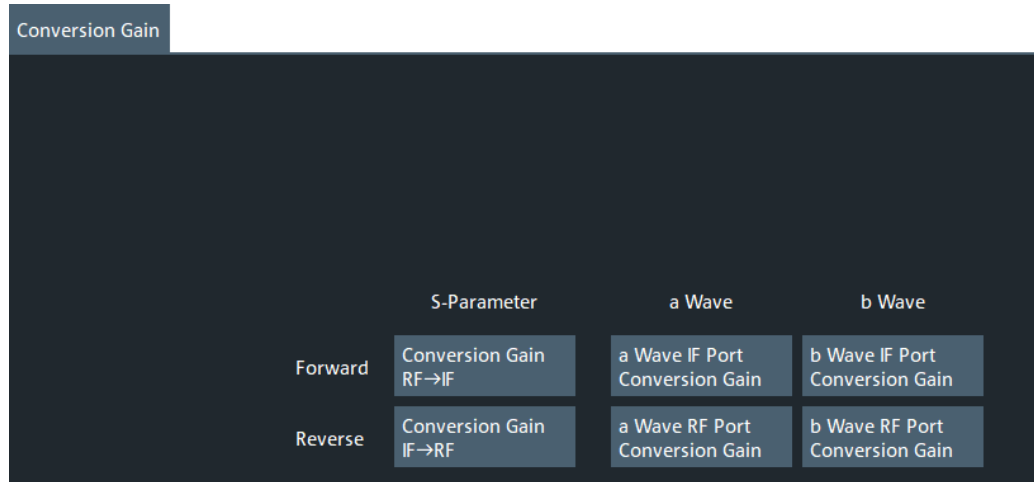 Conversion Gain
S-Parameter a Wave b Wave
Forward
Conversion Gain
RF→IF
a Wave IF Port
Conversion Gain
b Wave IF Port
Conversion Gain
Reverse
Conversion Gain
IF→RF
a Wave RF Port
Conversion Gain
b Wave RF Port
Conversion Gain